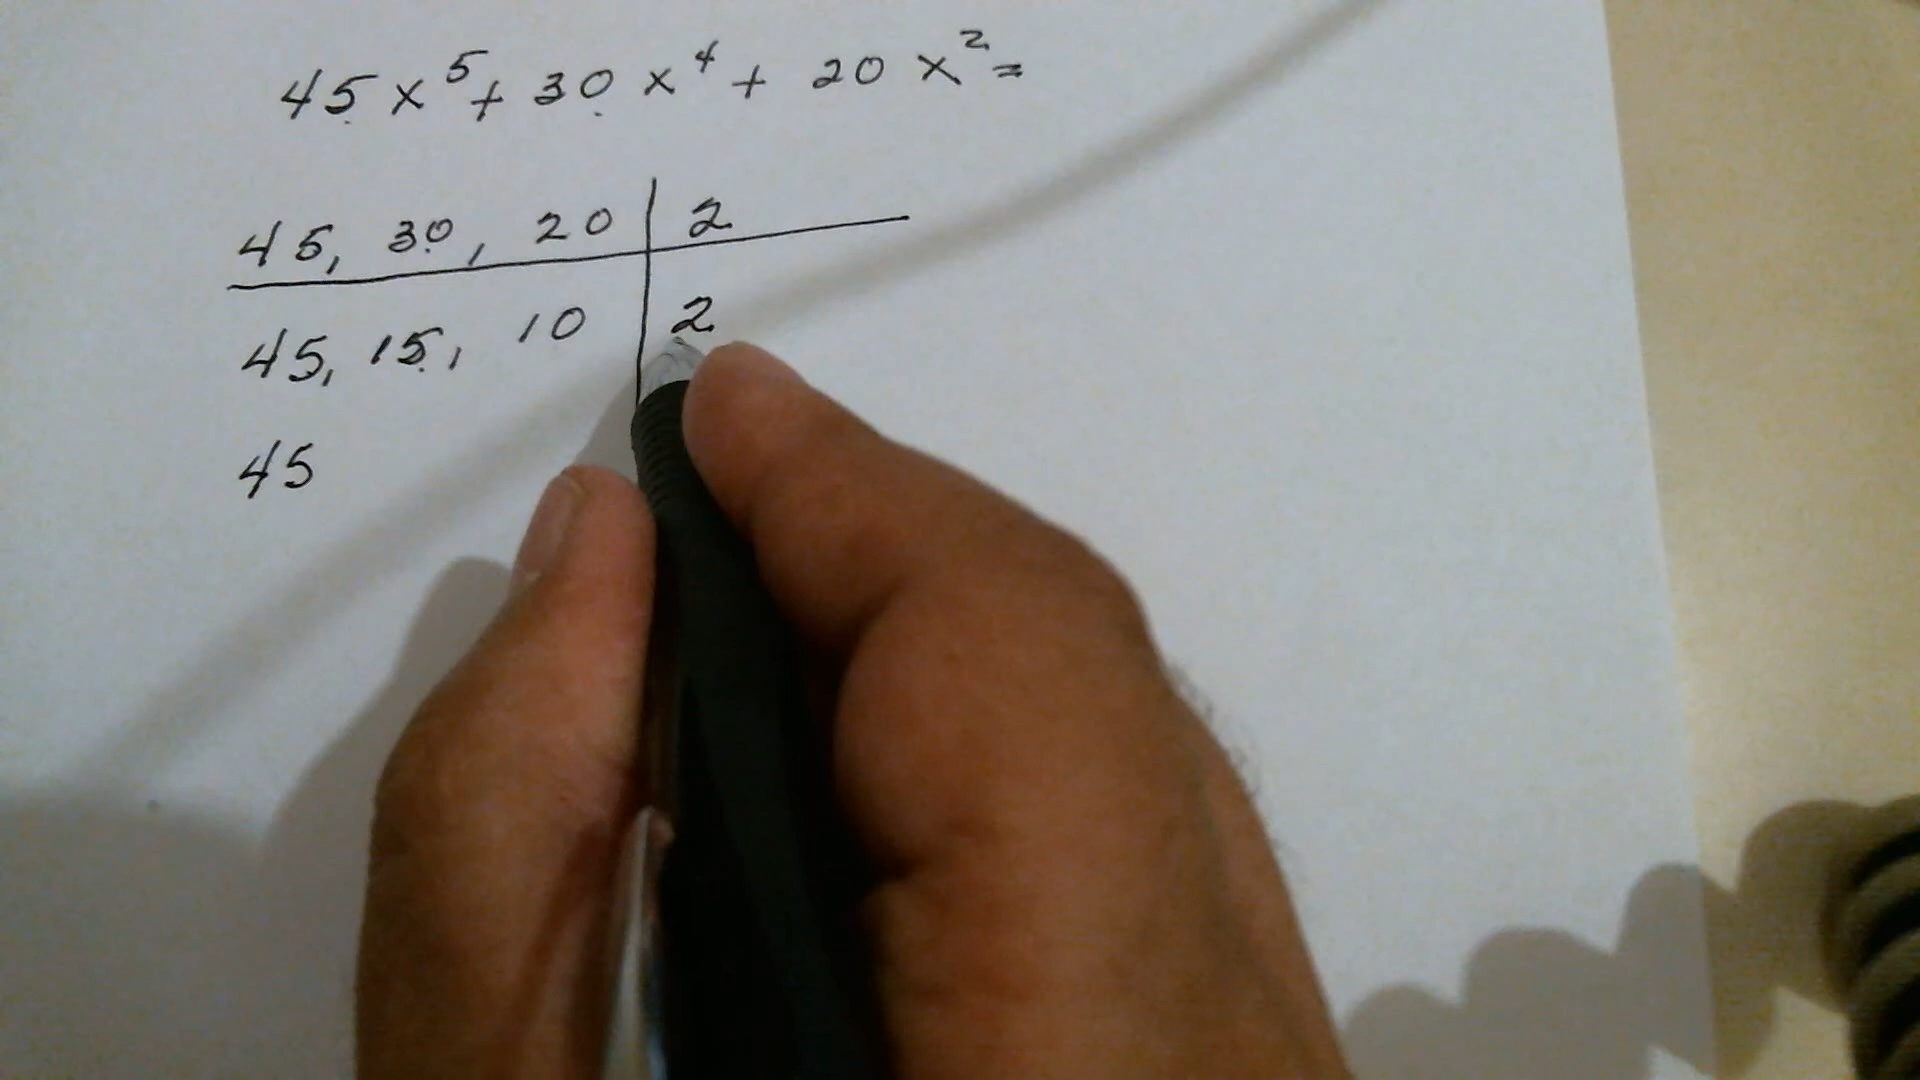 45x⁵+ 30x⁴ + 20x²=
45, 30, 20 | 2
45, 15, 10 | 2
45